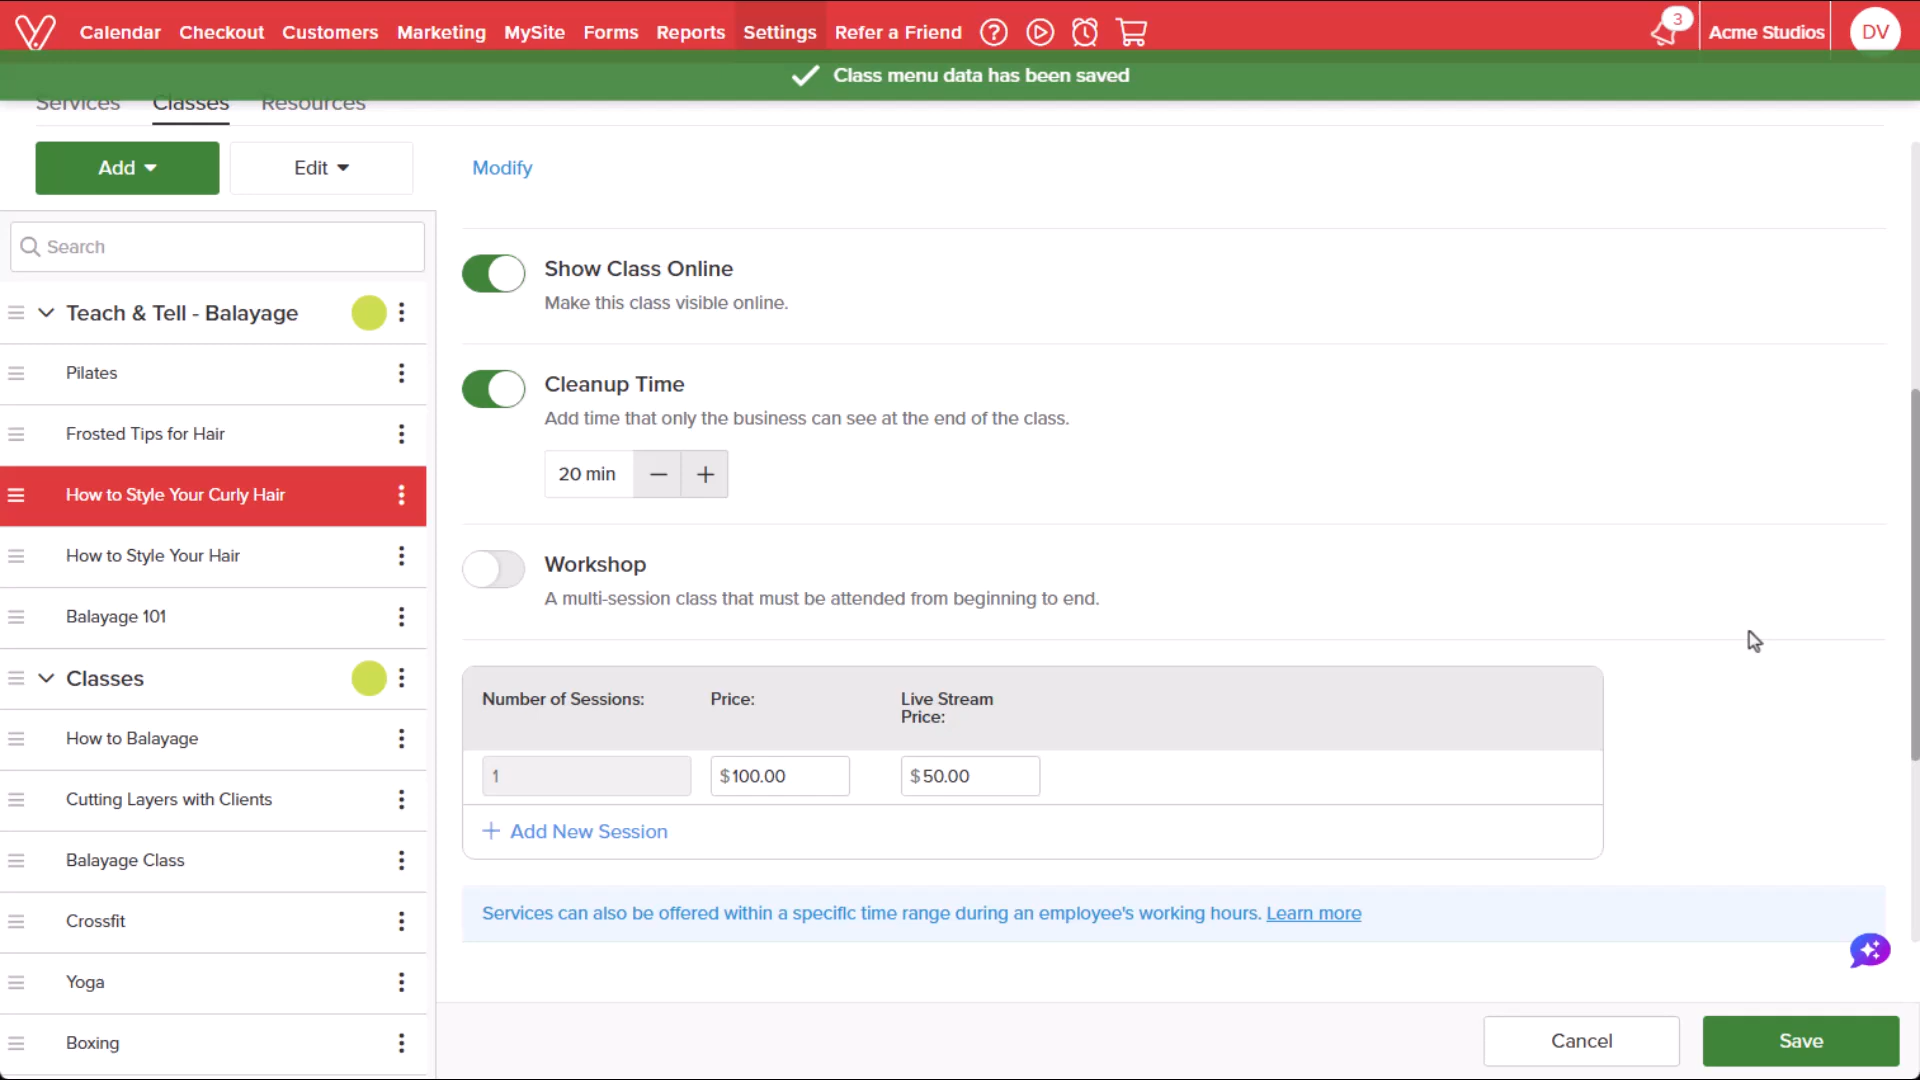 Calendar Checkout Customers Marketing MySite Forms Reports Settings Refer a Friend 3 Acme Studios DV
Class menu data has been saved
Services Classes Resources
Add Edit Modify
Search
Teach & Tell - Balayage
Pilates
Frosted Tips for Hair
How to Style Your Curly Hair
How to Style Your Hair
Balayage 101
Classes
How to Balayage
Cutting Layers with Clients
Balayage Class
Crossfit
Yoga
Boxing
Show Class Online
Make this class visible online.
Cleanup Time
Add time that only the business can see at the end of the class.
20 min
Workshop
A multi-session class that must be attended from beginning to end.
Number of Sessions: Price: Live Stream
Price:
1 $100.00 $50.00
Add New Session
Services can also be offered within a specific time range during an employee's working hours. Learn more
Cancel Save